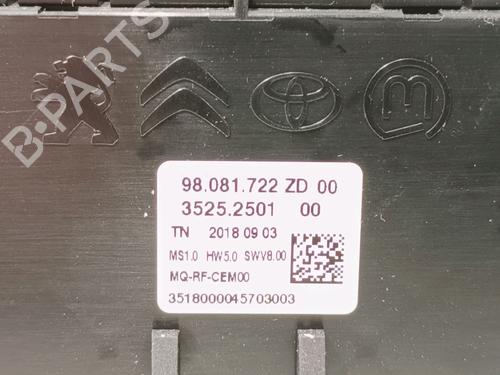 B-PARTS
98.081.722 ZD 00
3525.2501 00
TN 2018 09 03
MS1.0 HW5.0 SWV8.00
MQ-RF-CEM00
3518000045703003